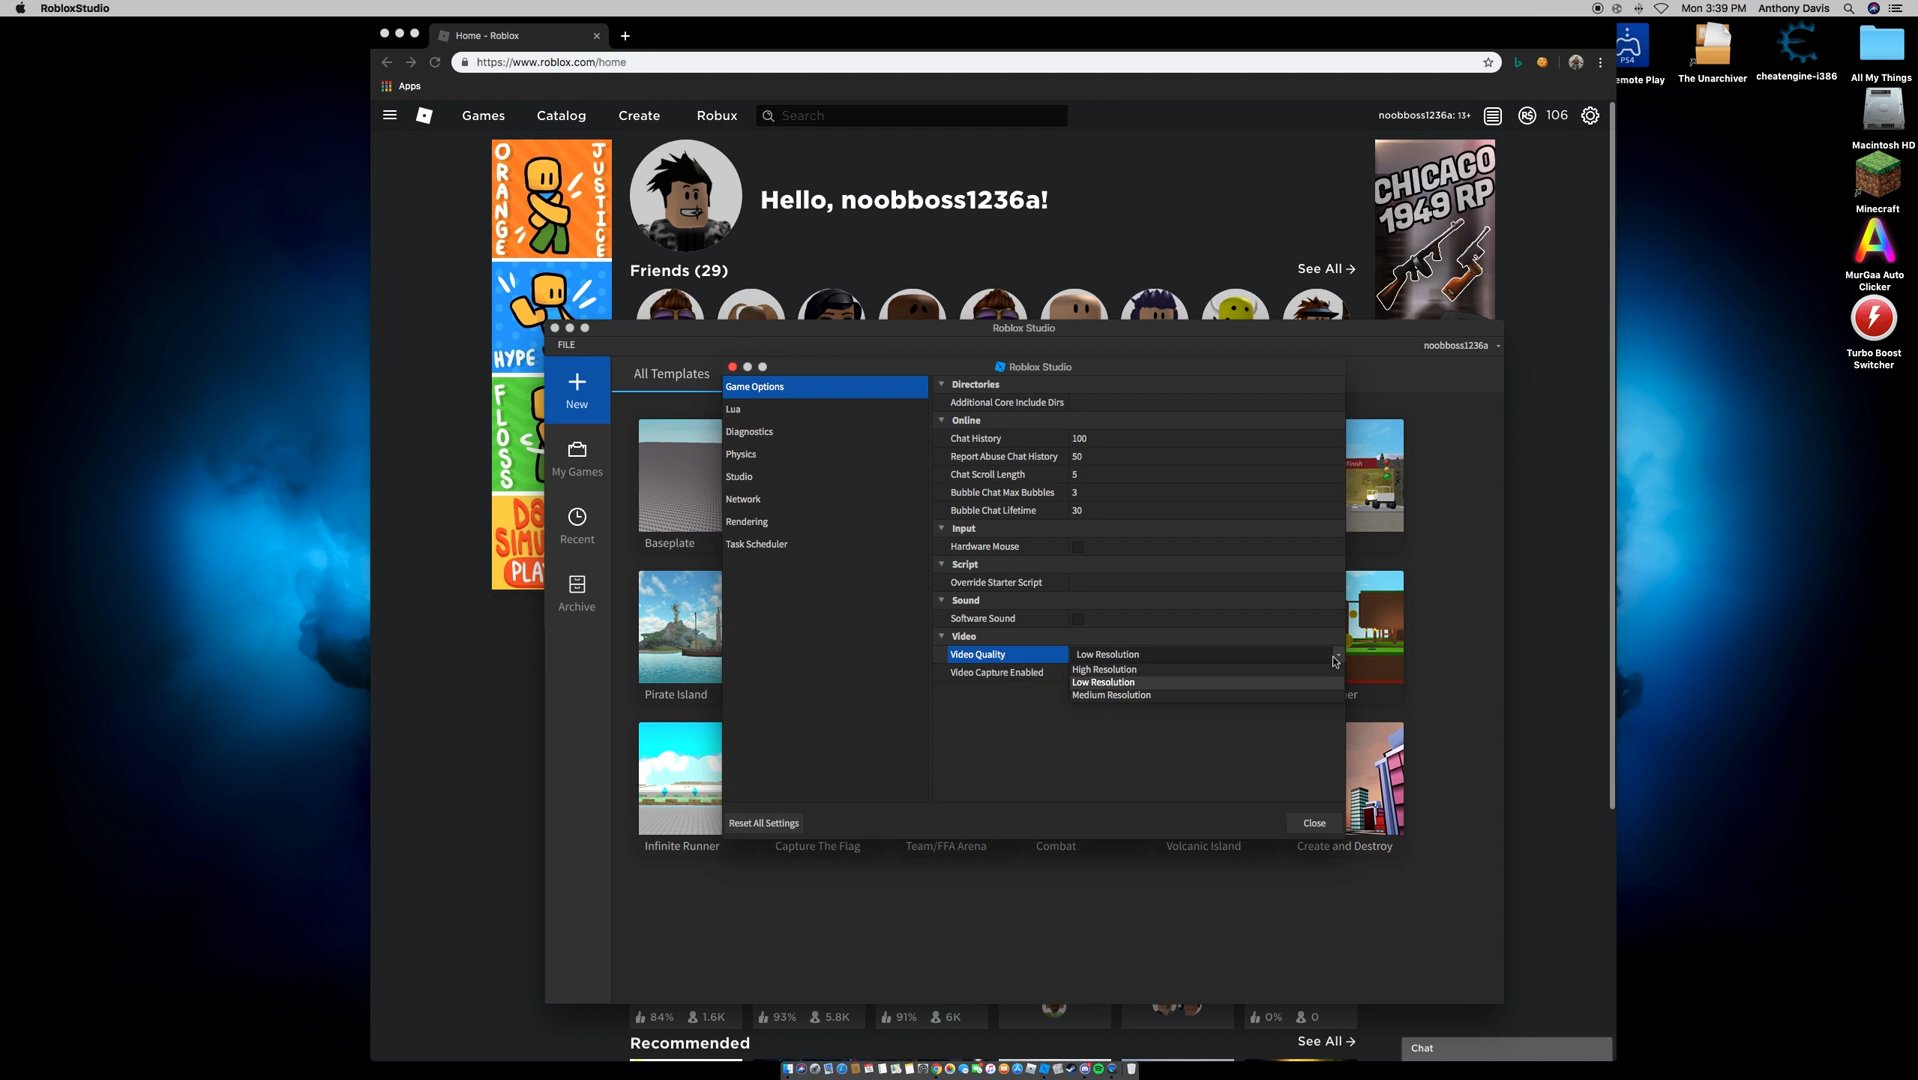 RobloxStudio
Mon 3:39 PM
Anthony Davis
Home - Roblox
https://www.roblox.com/home
Apps
Games
Catalog
Create
Robux
Search
noobboss1236a: 13+
106
ORANGE
JUSTICE
HYPE
FLOSS
Hello, noobboss1236a!
Friends (29)
See All
CHICAGO
1949 RP
PS4
emote Play
The Unarchiver
cheatengine-i386
All My Things
Macintosh HD
Minecraft
MurGaa Auto
Clicker
Turbo Boost
Switcher
Roblox Studio
FILE
noobboss1236a
New
My Games
Recent
Archive
All Templates
Baseplate
Pirate Island
Infinite Runner
Capture The Flag
Team/FFA Arena
Combat
Volcanic Island
Create and Destroy
Finish
er
Roblox Studio
Game Options
Lua
Diagnostics
Physics
Studio
Network
Rendering
Task Scheduler
Directories
Additional Core Include Dirs
Online
Chat History 100
Report Abuse Chat History 50
Chat Scroll Length 5
Bubble Chat Max Bubbles 3
Bubble Chat Lifetime 30
Input
Hardware Mouse
Script
Override Starter Script
Sound
Software Sound
Video
Video Quality Low Resolution
High Resolution
Low Resolution
Medium Resolution
Video Capture Enabled
Reset All Settings
Close
84% 1.6K
93% 5.8K
91% 6K
0% 0
Recommended
See All
Chat